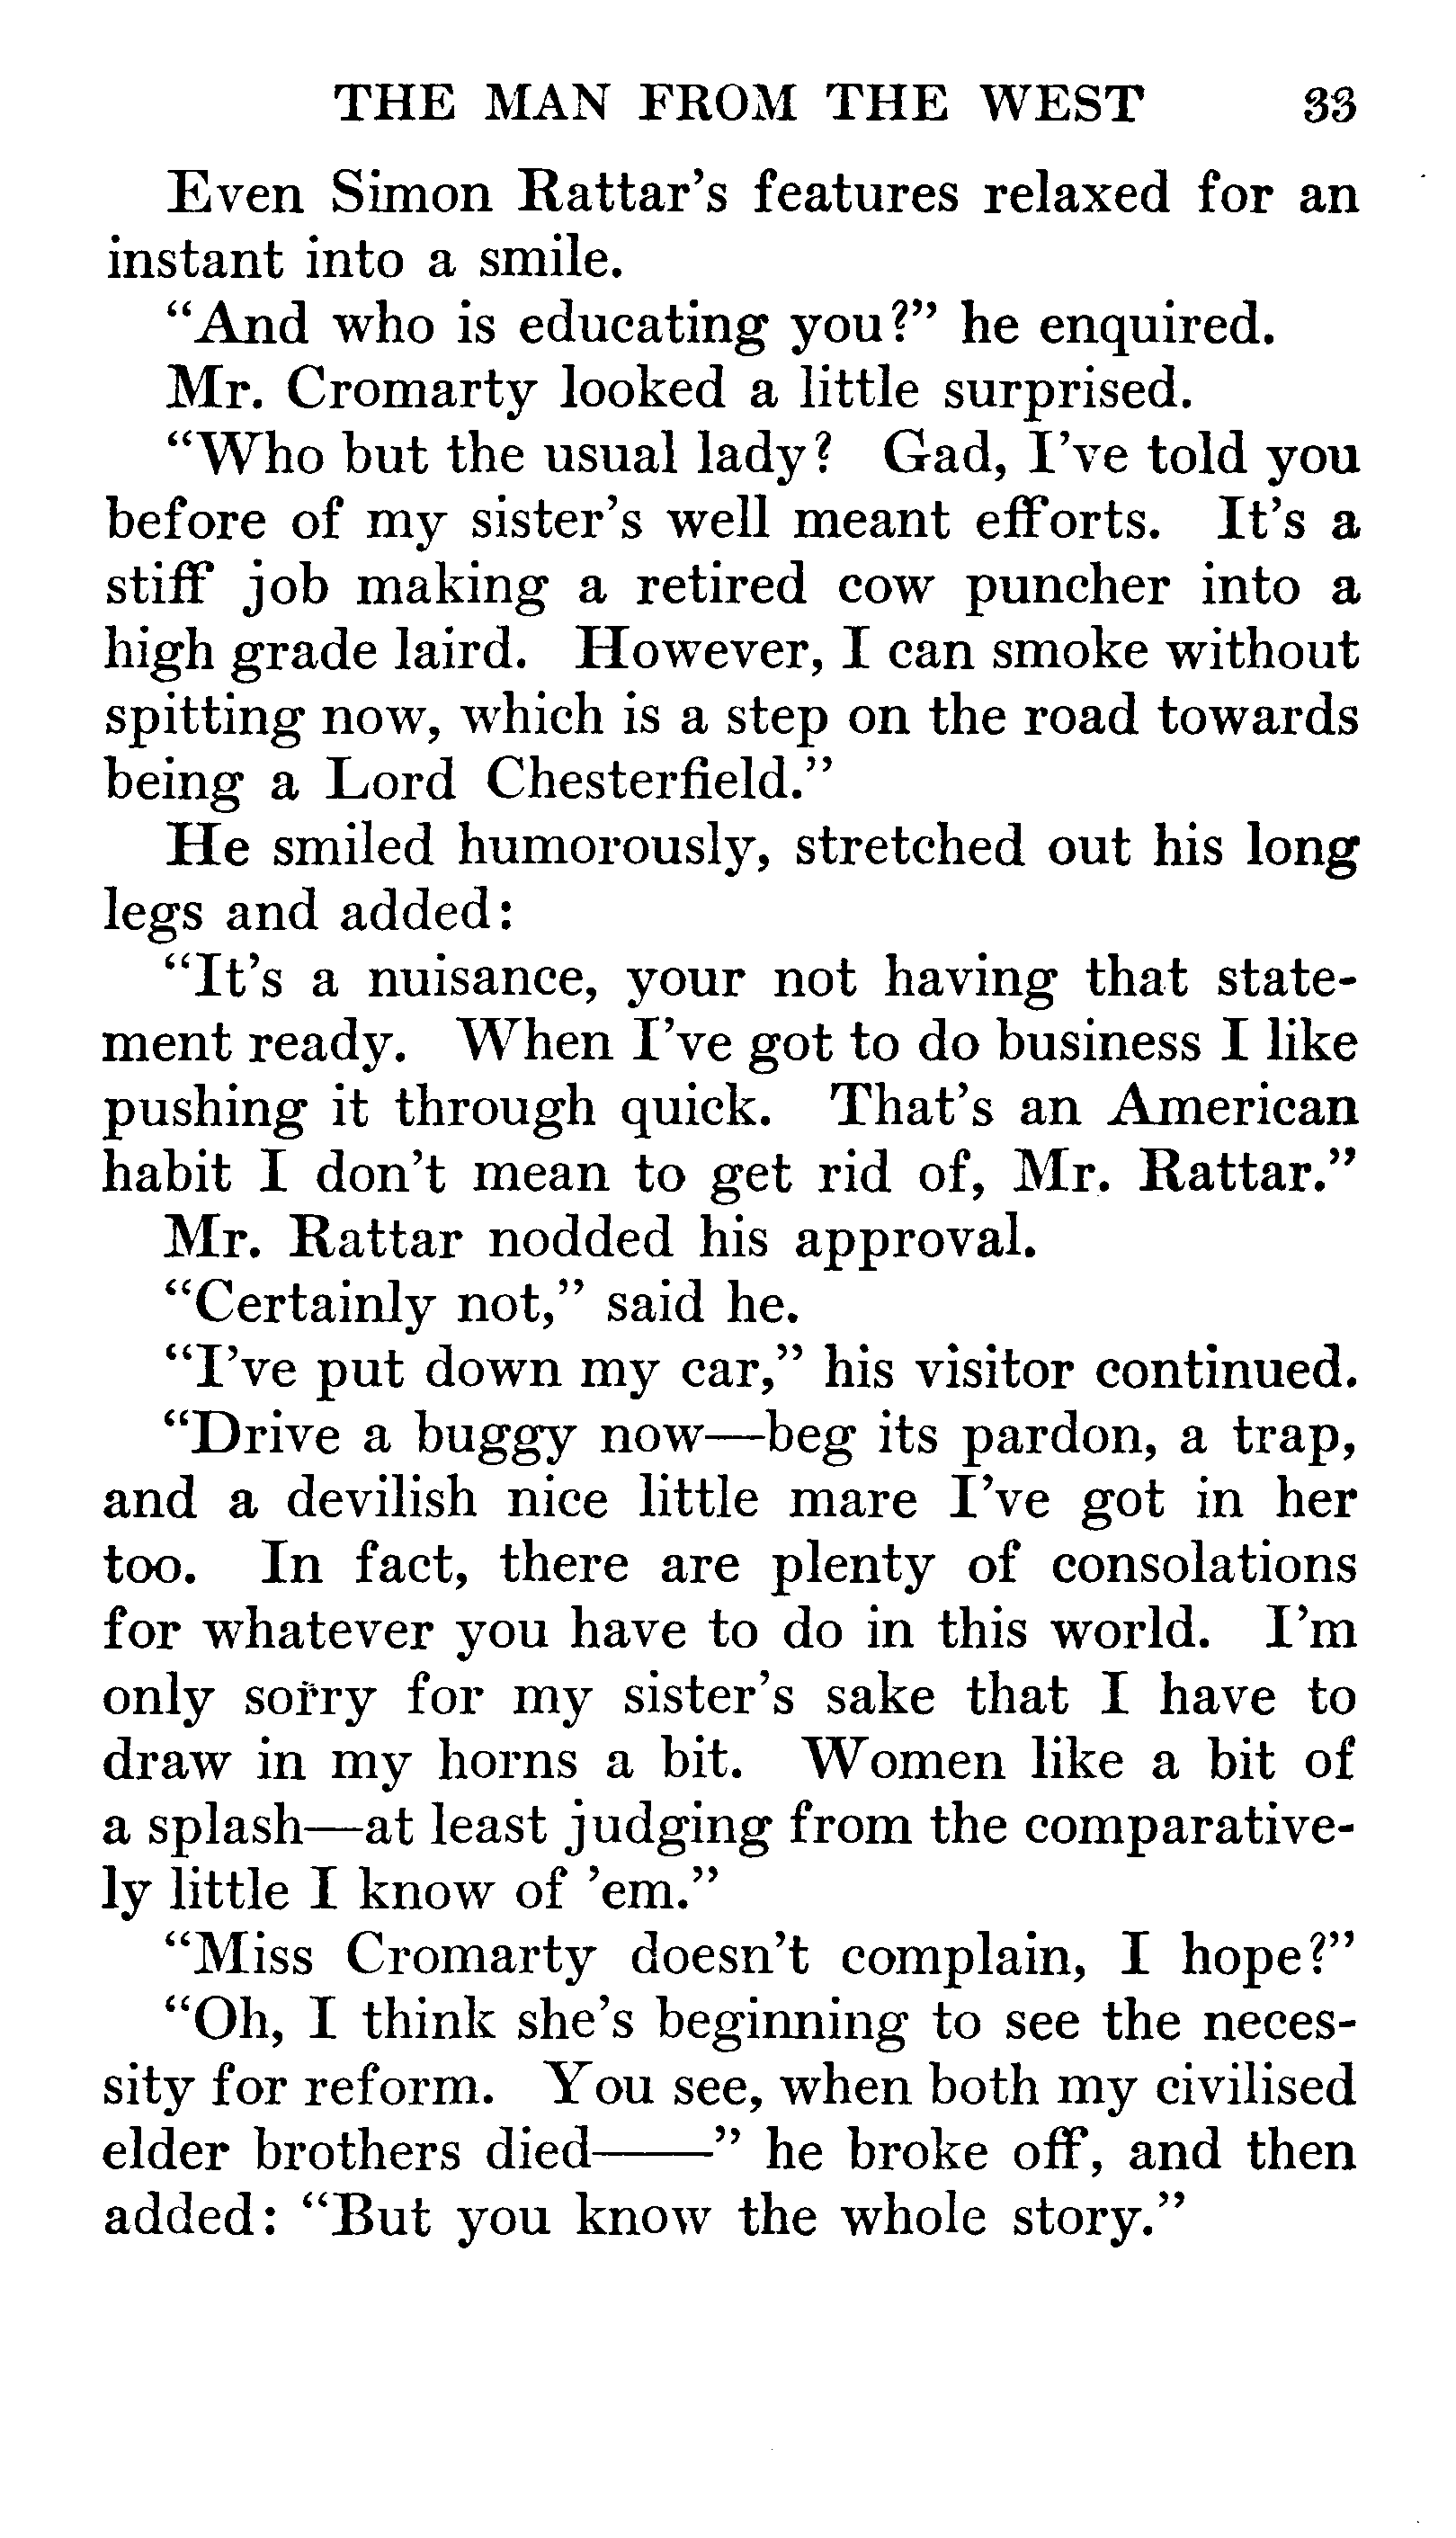 THE MAN FROM THE WEST 33
Even Simon Rattar's features relaxed for an
instant into a smile.
"And who is educating you?" he enquired.
Mr. Cromarty looked a little surprised.
"Who but the usual lady? Gad, I've told you
before of my sister's well meant efforts. It's a
stiff job making a retired cow puncher into a
high grade laird. However, I can smoke without
spitting now, which is a step on the road towards
being a Lord Chesterfield."
He smiled humorously, stretched out his long
legs and added:
"It's a nuisance, your not having that state-
ment ready. When I've got to do business I like
pushing it through quick. That's an American
habit I don't mean to get rid of, Mr. Rattar."
Mr. Rattar nodded his approval.
"Certainly not," said he.
"I've put down my car," his visitor continued.
"Drive a buggy now—beg its pardon, a trap,
and a devilish nice little mare I've got in her
too. In fact, there are plenty of consolations
for whatever you have to do in this world. I'm
only sorry for my sister's sake that I have to
draw in my horns a bit. Women like a bit of
a splash—at least judging from the comparative-
ly little I know of 'em."
"Miss Cromarty doesn't complain, I hope?"
"Oh, I think she's beginning to see the neces-
sity for reform. You see, when both my civilised
elder brothers died——" he broke off, and then
added: "But you know the whole story."